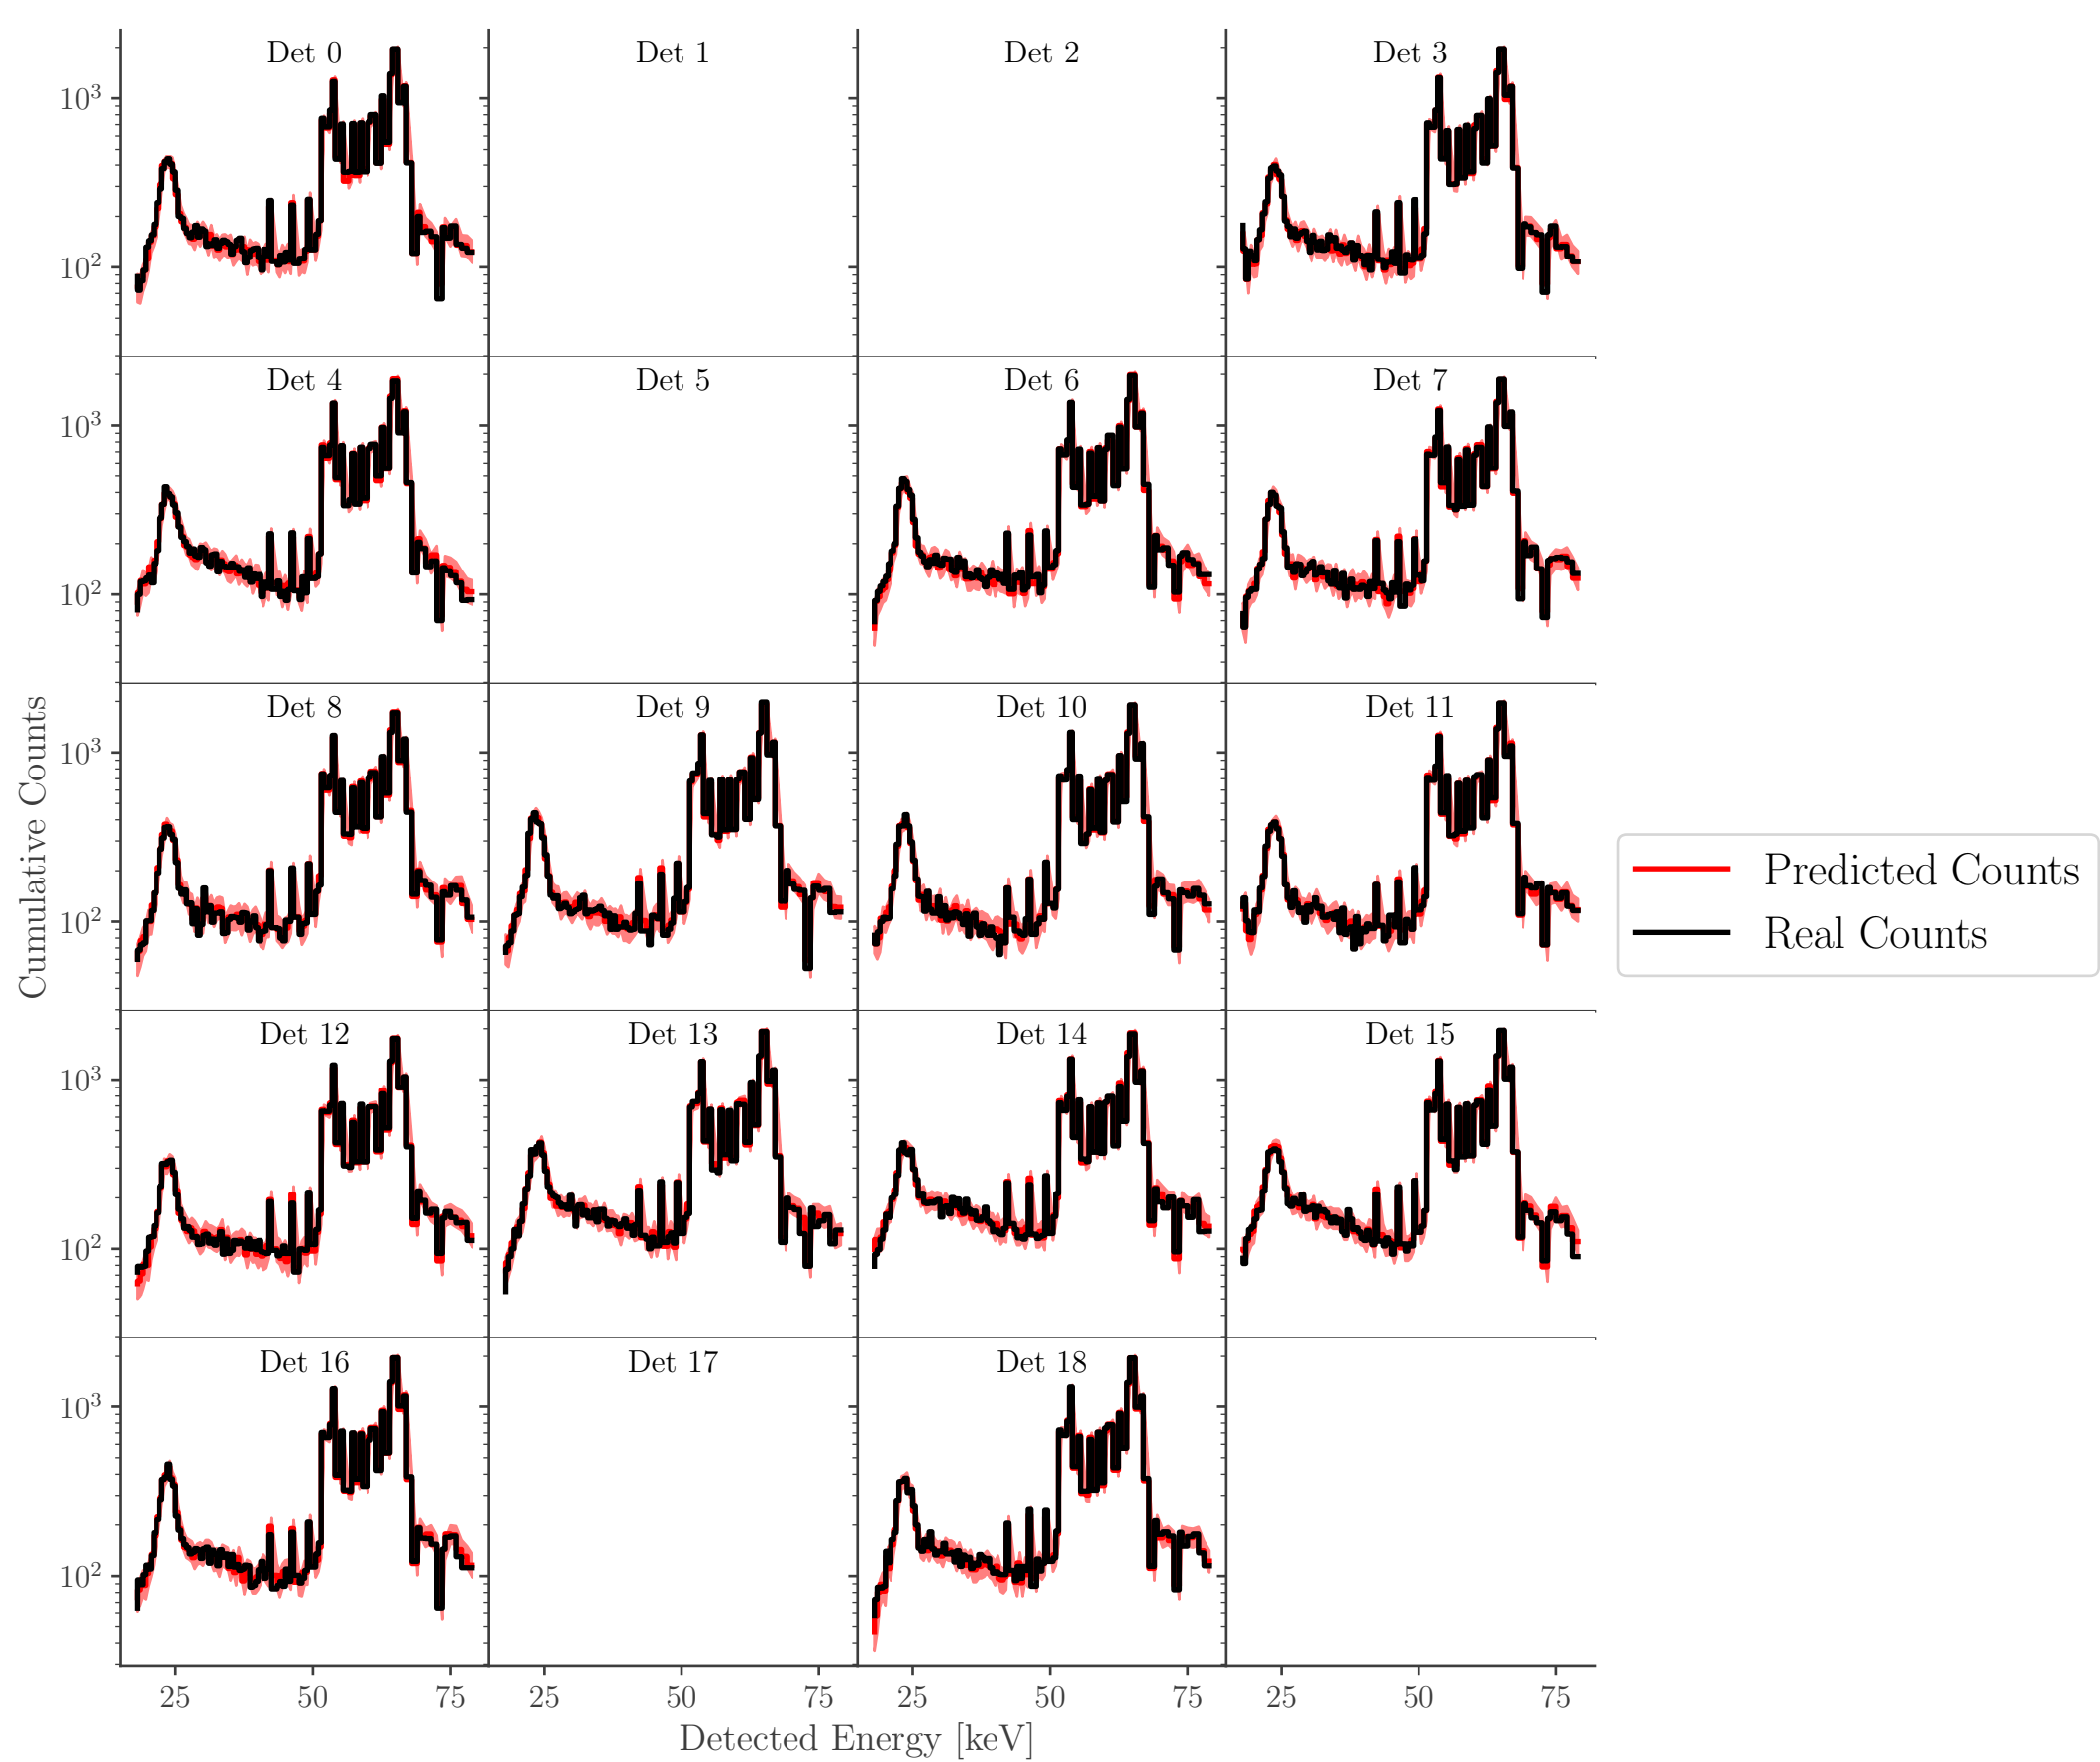 Det 0
Det 1
Det 2
Det 3
10³
10²
Det 4
Det 5
Det 6
Det 7
10³
10²
Det 8
Det 9
Det 10
Det 11
10³
10²
Cumulative Counts
Predicted Counts
Real Counts
Det 12
Det 13
Det 14
Det 15
10³
10²
Det 16
Det 17
Det 18
10³
10²
25 50 75 25 50 75 25 50 75 25 50 75
Detected Energy [keV]